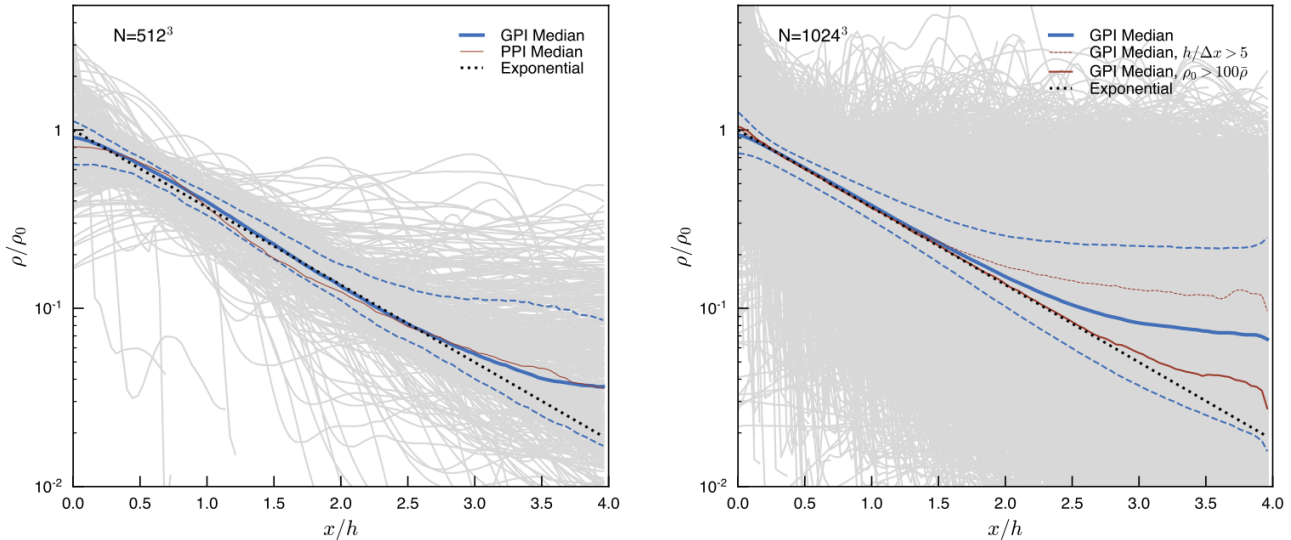 N=512³
GPI Median
PPI Median
Exponential
1
10⁻¹
10⁻²
ρ/ρ₀
0.0 0.5 1.0 1.5 2.0 2.5 3.0 3.5 4.0
x/h
N=1024³
GPI Median
GPI Median, h/Δx > 5
GPI Median, ρ₀ > 100ρ̄
Exponential
1
10⁻¹
10⁻²
ρ/ρ₀
0.0 0.5 1.0 1.5 2.0 2.5 3.0 3.5 4.0
x/h